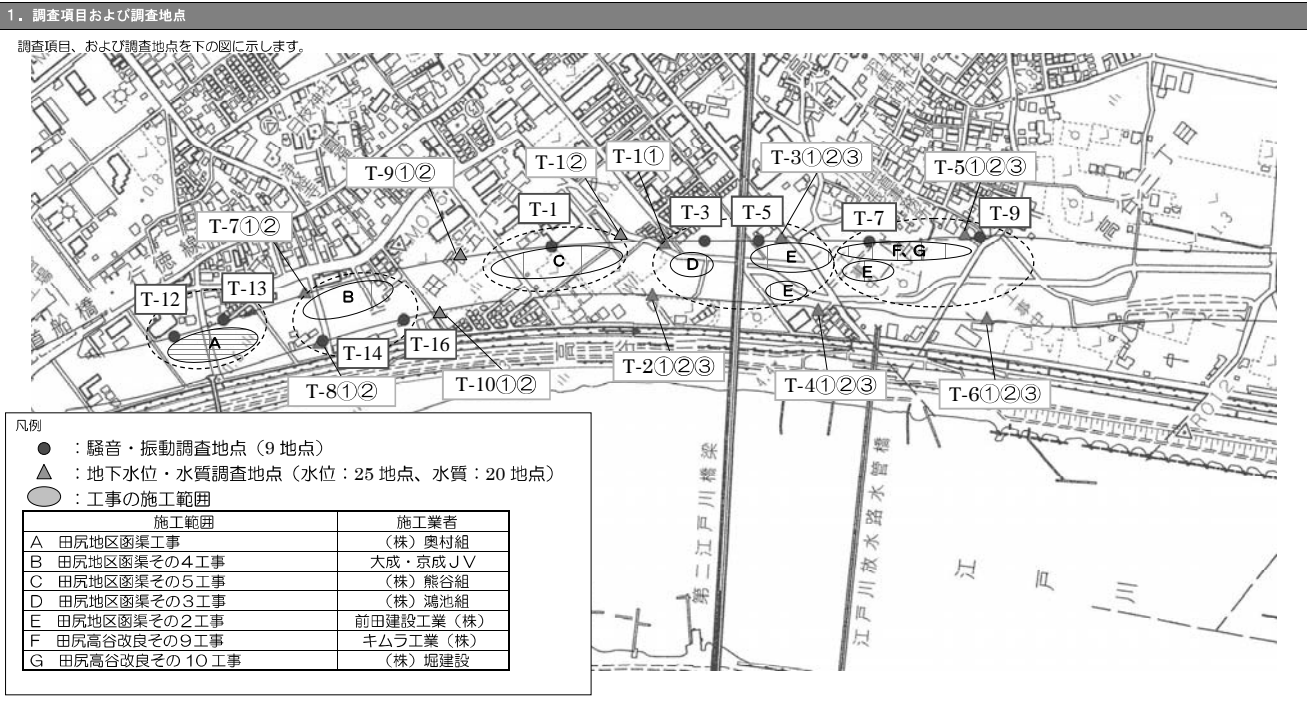 1．調査項目および調査地点
調査項目、および調査地点を下の図に示します。
T-9①②
T-1②
T-1①
T-3①②③
T-5①②③
T-7①②
T-1
T-3
T-5
T-7
T-9
T-12
T-13
A
B
C
D
E
E
F
G
E
T-14
T-16
T-8①②
T-10①②
T-2①②③
T-4①②③
T-6①②③
行徳線
高谷
高
第二江戸川橋梁
江戸川放水路水管橋
江戸川
凡例
：騒音・振動調査地点（9 地点）
：地下水位・水質調査地点（水位：25 地点、水質：20 地点）
：工事の施工範囲
施工範囲 施工業者
A 田尻地区函渠工事 （株）奥村組
B 田尻地区函渠その４工事 大成・京成ＪＶ
C 田尻地区函渠その５工事 （株）熊谷組
D 田尻地区函渠その３工事 （株）鴻池組
E 田尻地区函渠その２工事 前田建設工業（株）
F 田尻高谷改良その９工事 キムラ工業（株）
G 田尻高谷改良その 10 工事 （株）堀建設